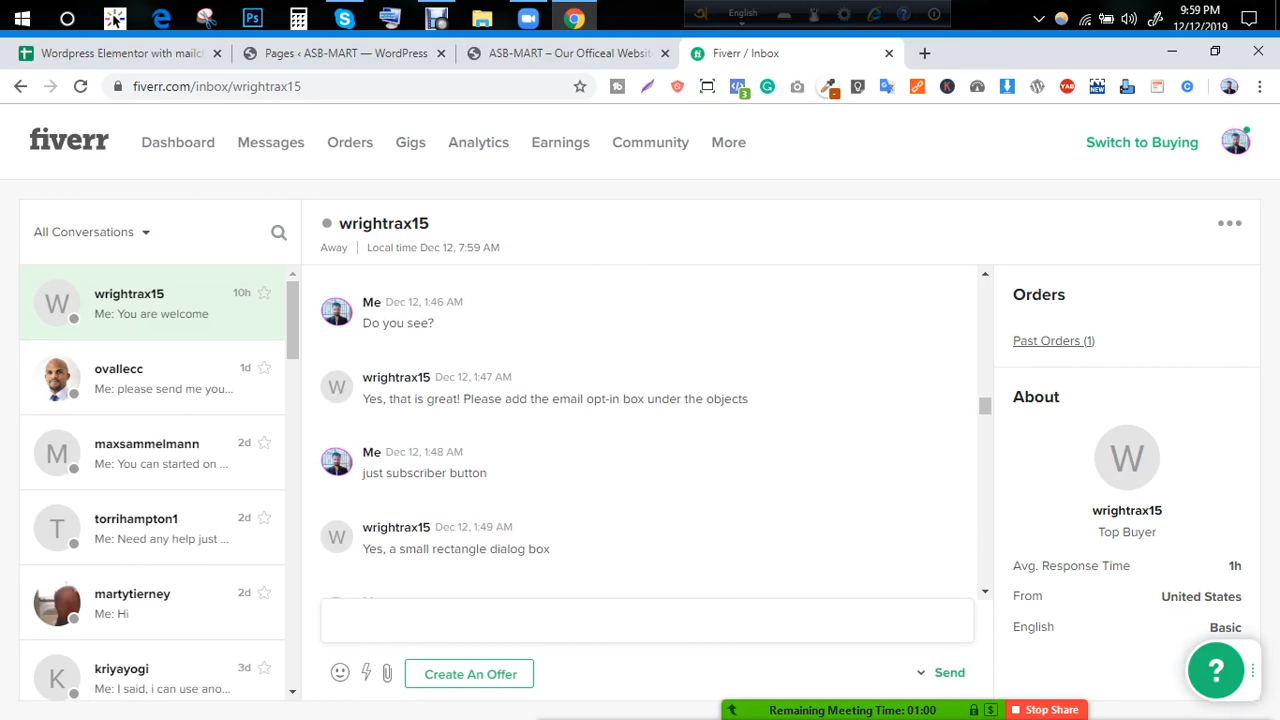 English
9:59 PM
12/12/2019
Wordpress Elementor with mailch
Pages ‹ ASB-MART — WordPress
ASB-MART – Our Officeal Website
Fiverr / Inbox
fiverr.com/inbox/wrightrax15
fiverr
Dashboard
Messages
Orders
Gigs
Analytics
Earnings
Community
More
Switch to Buying
All Conversations
wrightrax15
10h
Me: You are welcome
ovallecc
1d
Me: please send me you...
maxsammelmann
2d
Me: You can started on ...
torrihampton1
2d
Me: Need any help just ...
martytierney
2d
Me: Hi
kriyayogi
3d
Me: I said, i can use ano...
wrightrax15
Away
Local time Dec 12, 7:59 AM
Me Dec 12, 1:46 AM
Do you see?
wrightrax15 Dec 12, 1:47 AM
Yes, that is great! Please add the email opt-in box under the objects
Me Dec 12, 1:48 AM
just subscriber button
wrightrax15 Dec 12, 1:49 AM
Yes, a small rectangle dialog box
Create An Offer
Send
Orders
Past Orders (1)
About
W
wrightrax15
Top Buyer
Avg. Response Time
1h
From
United States
English
Basic
?
Remaining Meeting Time: 01:00
Stop Share